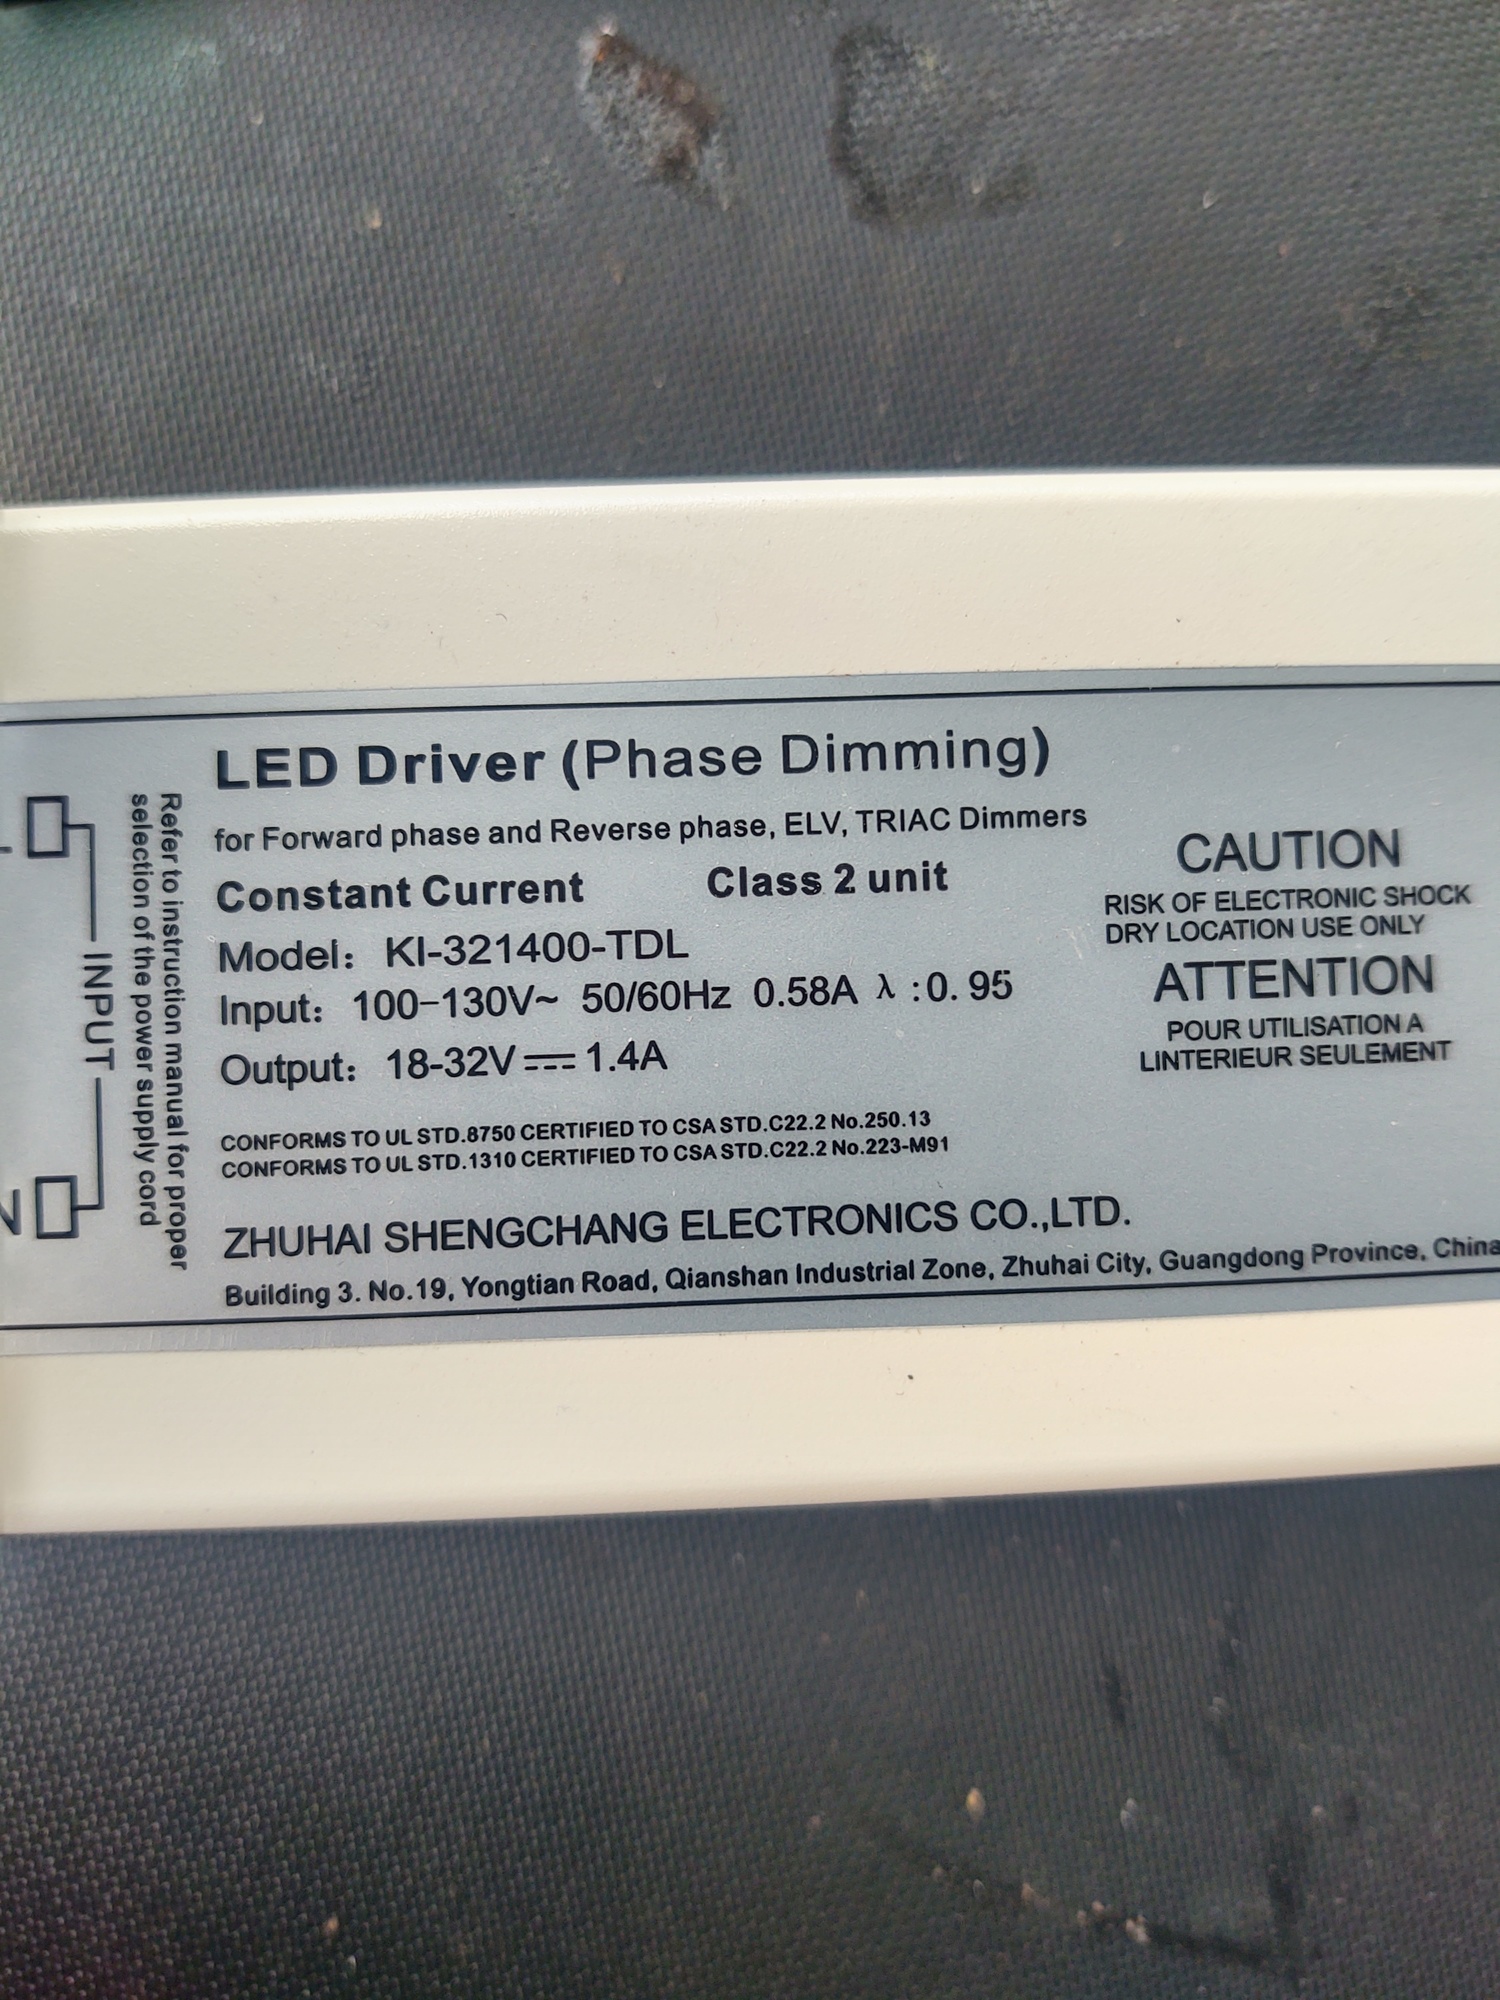 INPUT
N
Refer to instruction manual for proper
selection of the power supply cord
LED Driver (Phase Dimming)
for Forward phase and Reverse phase, ELV, TRIAC Dimmers
Constant Current Class 2 unit
Model: KI-321400-TDL
Input: 100-130V~ 50/60Hz 0.58A λ :0. 95
Output: 18-32V⎓1.4A
CONFORMS TO UL STD.8750 CERTIFIED TO CSA STD.C22.2 No.250.13
CONFORMS TO UL STD.1310 CERTIFIED TO CSA STD.C22.2 No.223-M91
ZHUHAI SHENGCHANG ELECTRONICS CO.,LTD.
Building 3. No.19, Yongtian Road, Qianshan Industrial Zone, Zhuhai City, Guangdong Province, China
CAUTION
RISK OF ELECTRONIC SHOCK
DRY LOCATION USE ONLY
ATTENTION
POUR UTILISATION A
LINTERIEUR SEULEMENT